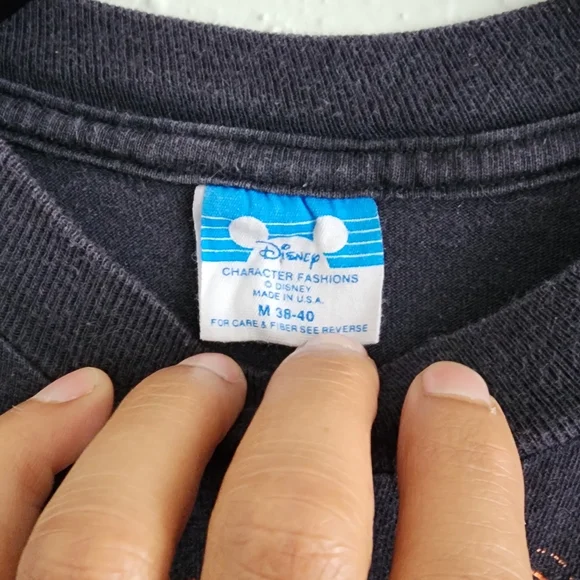 Disney
CHARACTER FASHIONS
© DISNEY
MADE IN U.S.A.
M 38-40
FOR CARE & FIBER SEE REVERSE